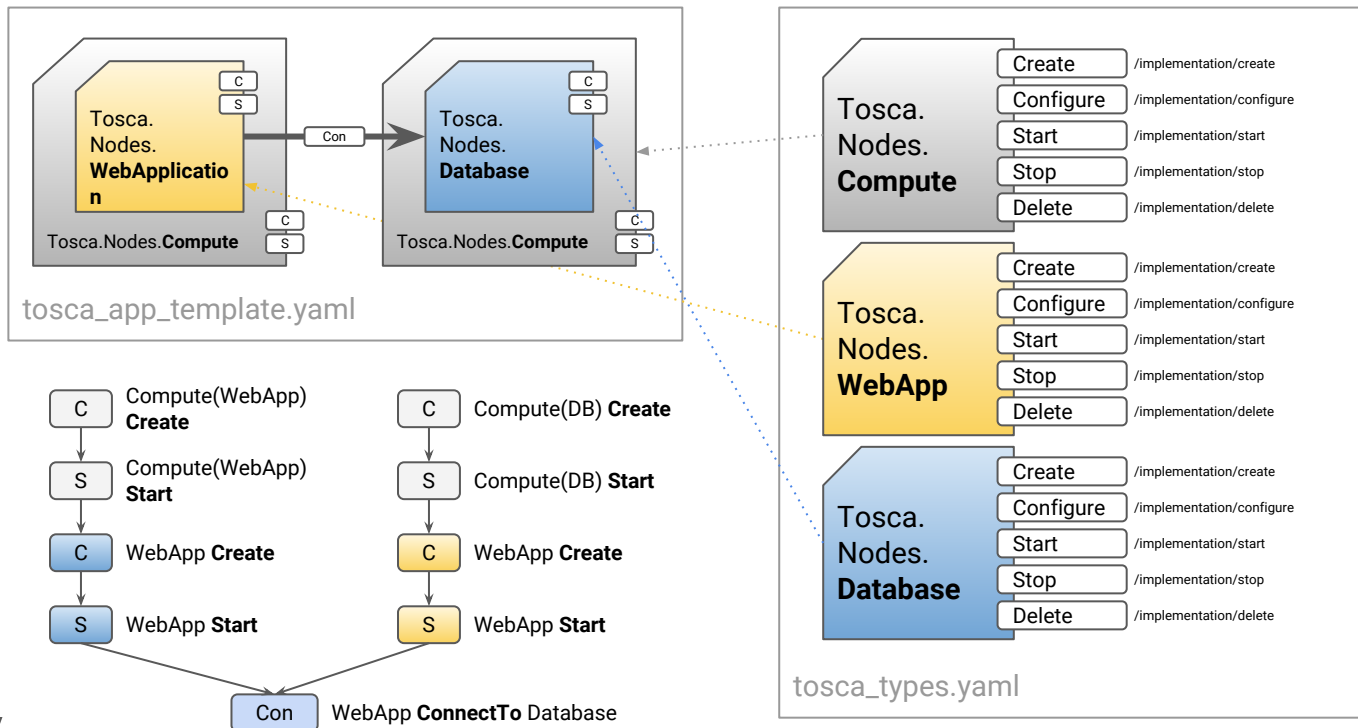 C
S
Tosca.
Nodes.
WebApplicatio
n
C
S
Tosca.Nodes.Compute
Con
C
S
Tosca.
Nodes.
Database
C
S
Tosca.Nodes.Compute
tosca_app_template.yaml
Tosca.
Nodes.
Compute
Create /implementation/create
Configure /implementation/configure
Start /implementation/start
Stop /implementation/stop
Delete /implementation/delete
Tosca.
Nodes.
WebApp
Create /implementation/create
Configure /implementation/configure
Start /implementation/start
Stop /implementation/stop
Delete /implementation/delete
Tosca.
Nodes.
Database
Create /implementation/create
Configure /implementation/configure
Start /implementation/start
Stop /implementation/stop
Delete /implementation/delete
tosca_types.yaml
C Compute(WebApp)
Create
S Compute(WebApp)
Start
C WebApp Create
S WebApp Start
C Compute(DB) Create
S Compute(DB) Start
C WebApp Create
S WebApp Start
Con WebApp ConnectTo Database